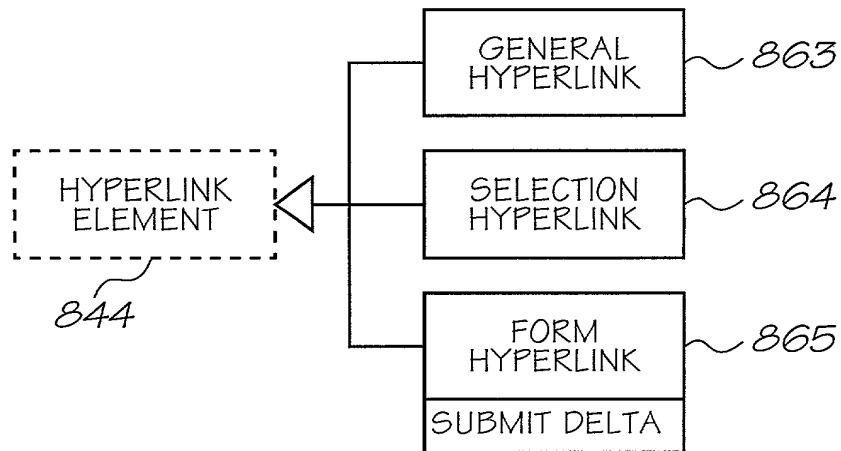 GENERAL
HYPERLINK
863
HYPERLINK
ELEMENT
844
SELECTION
HYPERLINK
864
FORM
HYPERLINK
865
SUBMIT DELTA